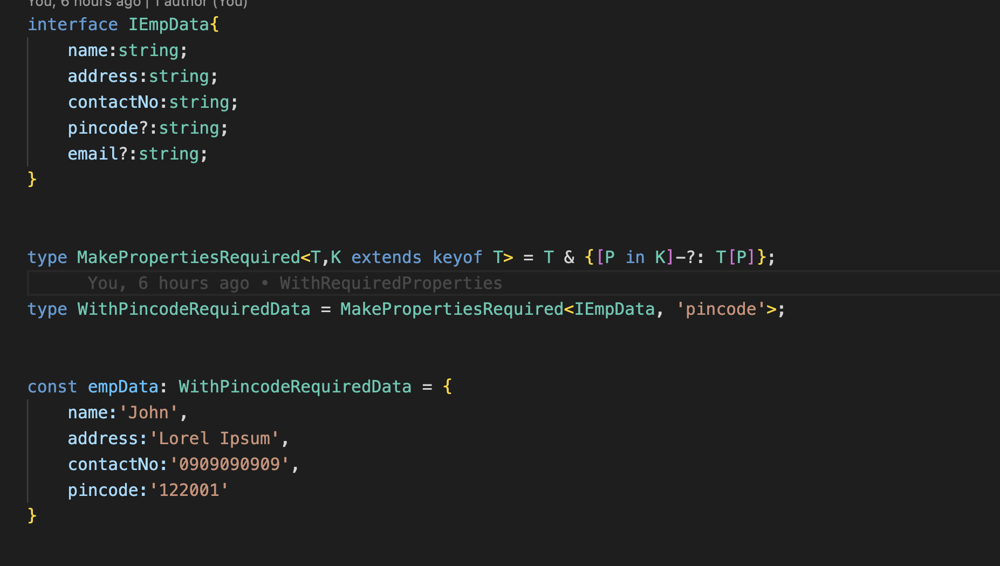 You, 6 hours ago | 1 author (You)
interface IEmpData{
    name:string;
    address:string;
    contactNo:string;
    pincode?:string;
    email?:string;
}
type MakePropertiesRequired<T,K extends keyof T> = T & {[P in K]-?: T[P]};
You, 6 hours ago • WithRequiredProperties
type WithPincodeRequiredData = MakePropertiesRequired<IEmpData, 'pincode'>;
const empData: WithPincodeRequiredData = {
    name:'John',
    address:'Lorel Ipsum',
    contactNo:'0909090909',
    pincode:'122001'
}